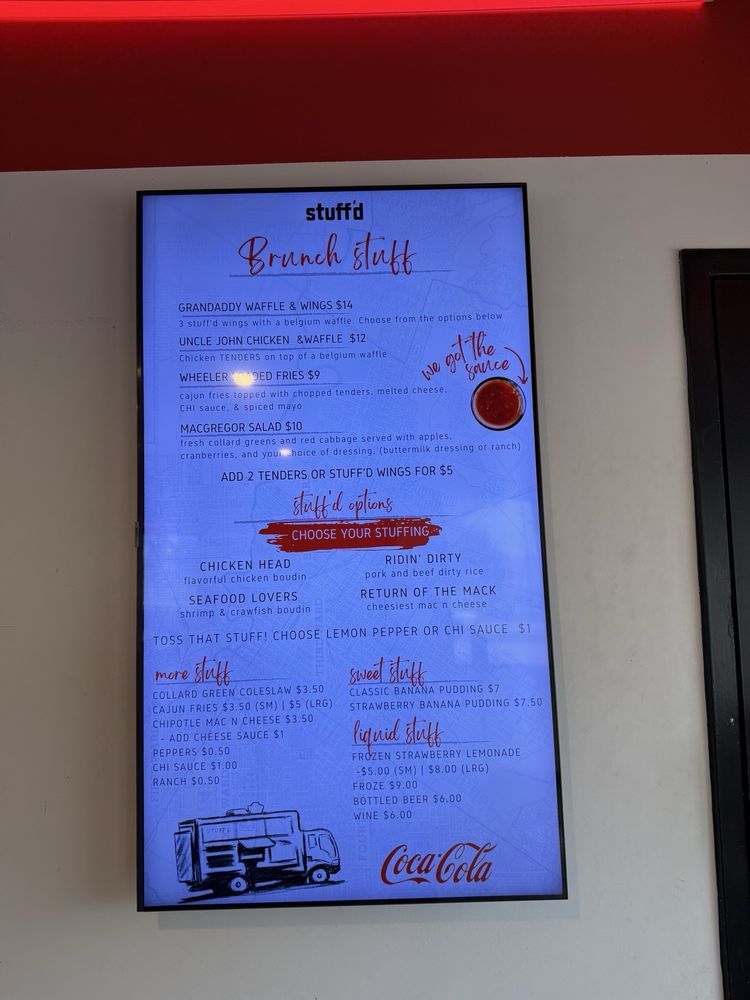 stuff'd
Brunch stuff
GRANDADDY WAFFLE & WINGS $14
3 stuff'd wings with a belgium waffle. Choose from the options below
UNCLE JOHN CHICKEN &WAFFLE $12
Chicken TENDERS on top of a belgium waffle
WHEELER LOADED FRIES $9
cajun fries topped with chopped tenders, melted cheese,
CHI sauce, & spiced mayo
we got the
sauce
MACGREGOR SALAD $10
fresh collard greens and red cabbage served with apples,
cranberries, and your choice of dressing. (buttermilk dressing or ranch)
ADD 2 TENDERS OR STUFF'D WINGS FOR $5
stuff'd options
CHOOSE YOUR STUFFING
CHICKEN HEAD
flavorful chicken boudin
RIDIN' DIRTY
pork and beef dirty rice
SEAFOOD LOVERS
shrimp & crawfish boudin
RETURN OF THE MACK
cheesiest mac n cheese
TOSS THAT STUFF! CHOOSE LEMON PEPPER OR CHI SAUCE $1
more stuff
COLLARD GREEN COLESLAW $3.50
CAJUN FRIES $3.50 (SM) | $5 (LRG)
CHIPOTLE MAC N CHEESE $3.50
- ADD CHEESE SAUCE $1
PEPPERS $0.50
CHI SAUCE $1.00
RANCH $0.50
sweet stuff
CLASSIC BANANA PUDDING $7
STRAWBERRY BANANA PUDDING $7.50
liquid stuff
FROZEN STRAWBERRY LEMONADE
-$5.00 (SM) | $8.00 (LRG)
FROZE $9.00
BOTTLED BEER $6.00
WINE $6.00
Coca-Cola